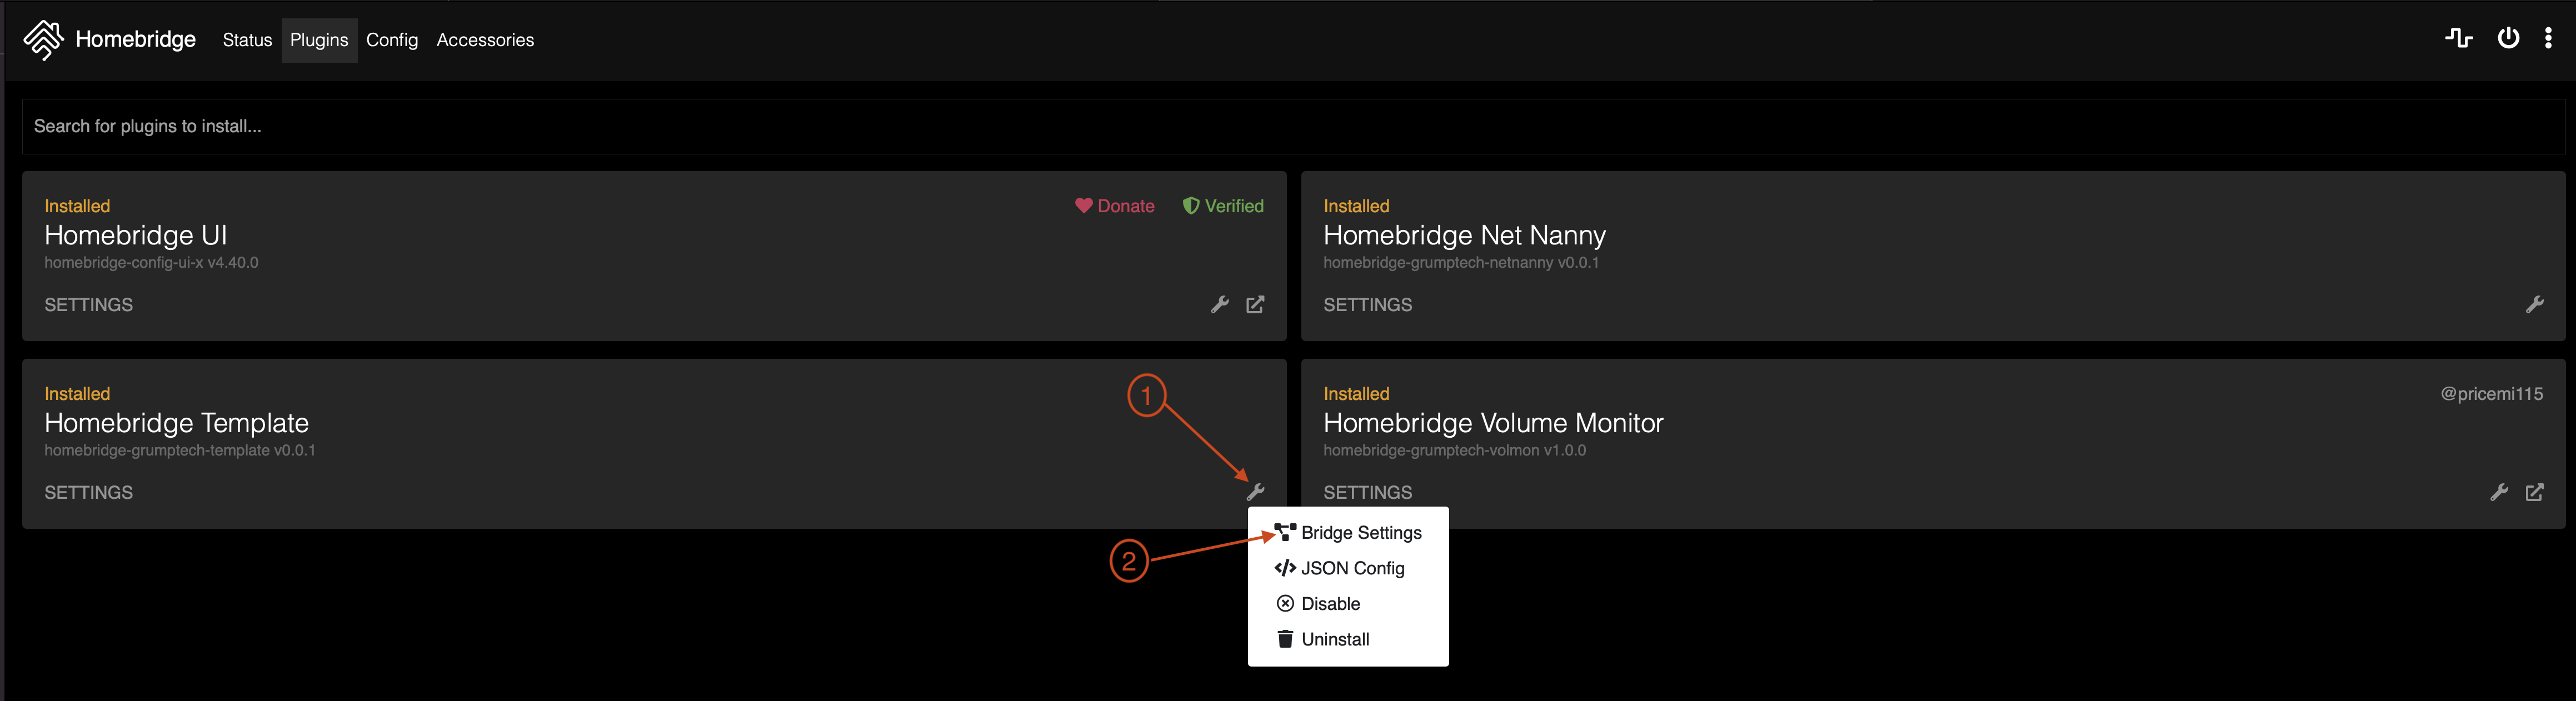 Homebridge Status Plugins Config Accessories
Search for plugins to install...
Installed Donate Verified
Homebridge UI
homebridge-config-ui-x v4.40.0
SETTINGS
Installed
Homebridge Net Nanny
homebridge-grumptech-netnanny v0.0.1
SETTINGS
Installed
Homebridge Template
homebridge-grumptech-template v0.0.1
SETTINGS
1
2
Installed @pricemi115
Homebridge Volume Monitor
homebridge-grumptech-volmon v1.0.0
SETTINGS
Bridge Settings
JSON Config
Disable
Uninstall